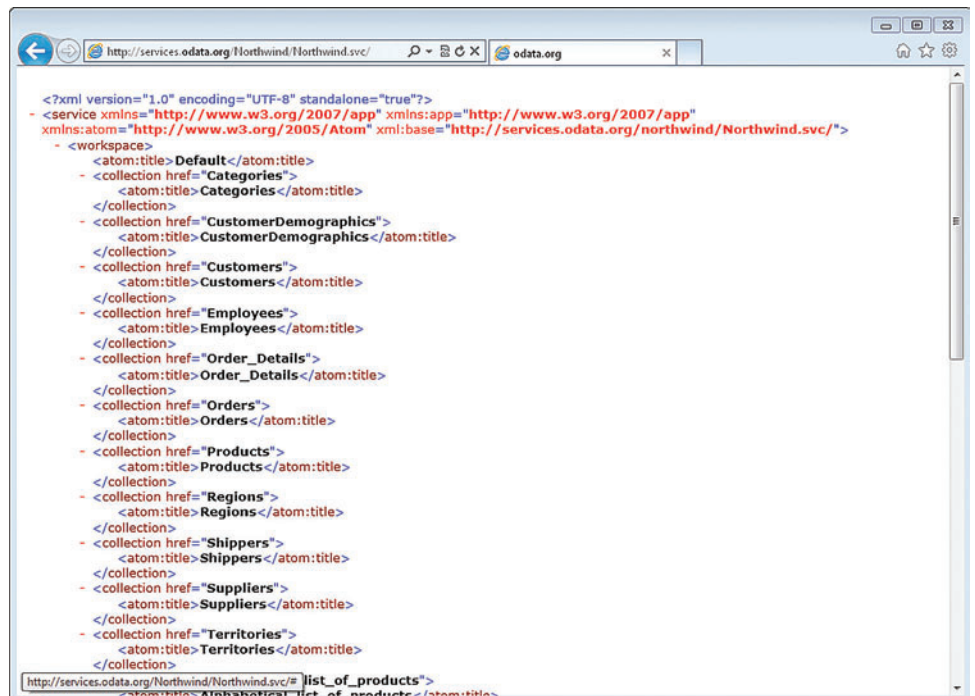 http://services.odata.org/Northwind/Northwind.svc/
odata.org
<?xml version="1.0" encoding="UTF-8" standalone="true"?>
- <service xmlns="http://www.w3.org/2007/app" xmlns:app="http://www.w3.org/2007/app"
xmlns:atom="http://www.w3.org/2005/Atom" xml:base="http://services.odata.org/northwind/Northwind.svc/">
- <workspace>
<atom:title>Default</atom:title>
- <collection href="Categories">
<atom:title>Categories</atom:title>
</collection>
- <collection href="CustomerDemographics">
<atom:title>CustomerDemographics</atom:title>
</collection>
- <collection href="Customers">
<atom:title>Customers</atom:title>
</collection>
- <collection href="Employees">
<atom:title>Employees</atom:title>
</collection>
- <collection href="Order_Details">
<atom:title>Order_Details</atom:title>
</collection>
- <collection href="Orders">
<atom:title>Orders</atom:title>
</collection>
- <collection href="Products">
<atom:title>Products</atom:title>
</collection>
- <collection href="Regions">
<atom:title>Regions</atom:title>
</collection>
- <collection href="Shippers">
<atom:title>Shippers</atom:title>
</collection>
- <collection href="Suppliers">
<atom:title>Suppliers</atom:title>
</collection>
- <collection href="Territories">
<atom:title>Territories</atom:title>
</collection>
http://services.odata.org/Northwind/Northwind.svc/# list_of_products">
<atom:title>Alphabetical_list_of_products</atom:title>